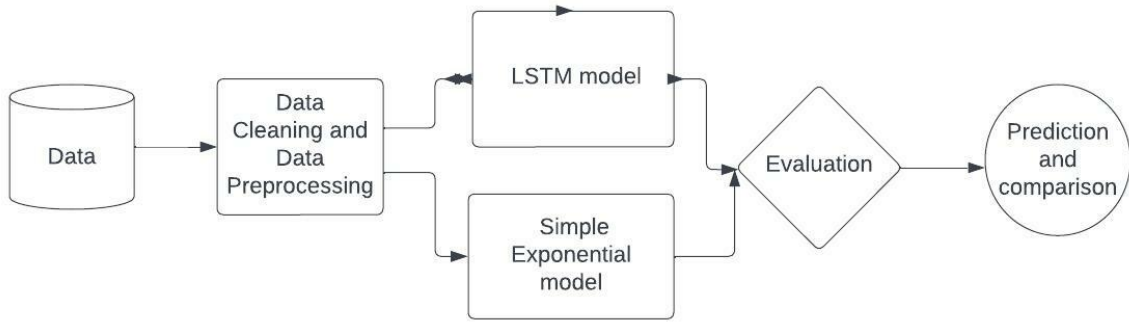 Data
Data
Cleaning and
Data
Preprocessing
LSTM model
Simple
Exponential
model
Evaluation
Prediction
and
comparison